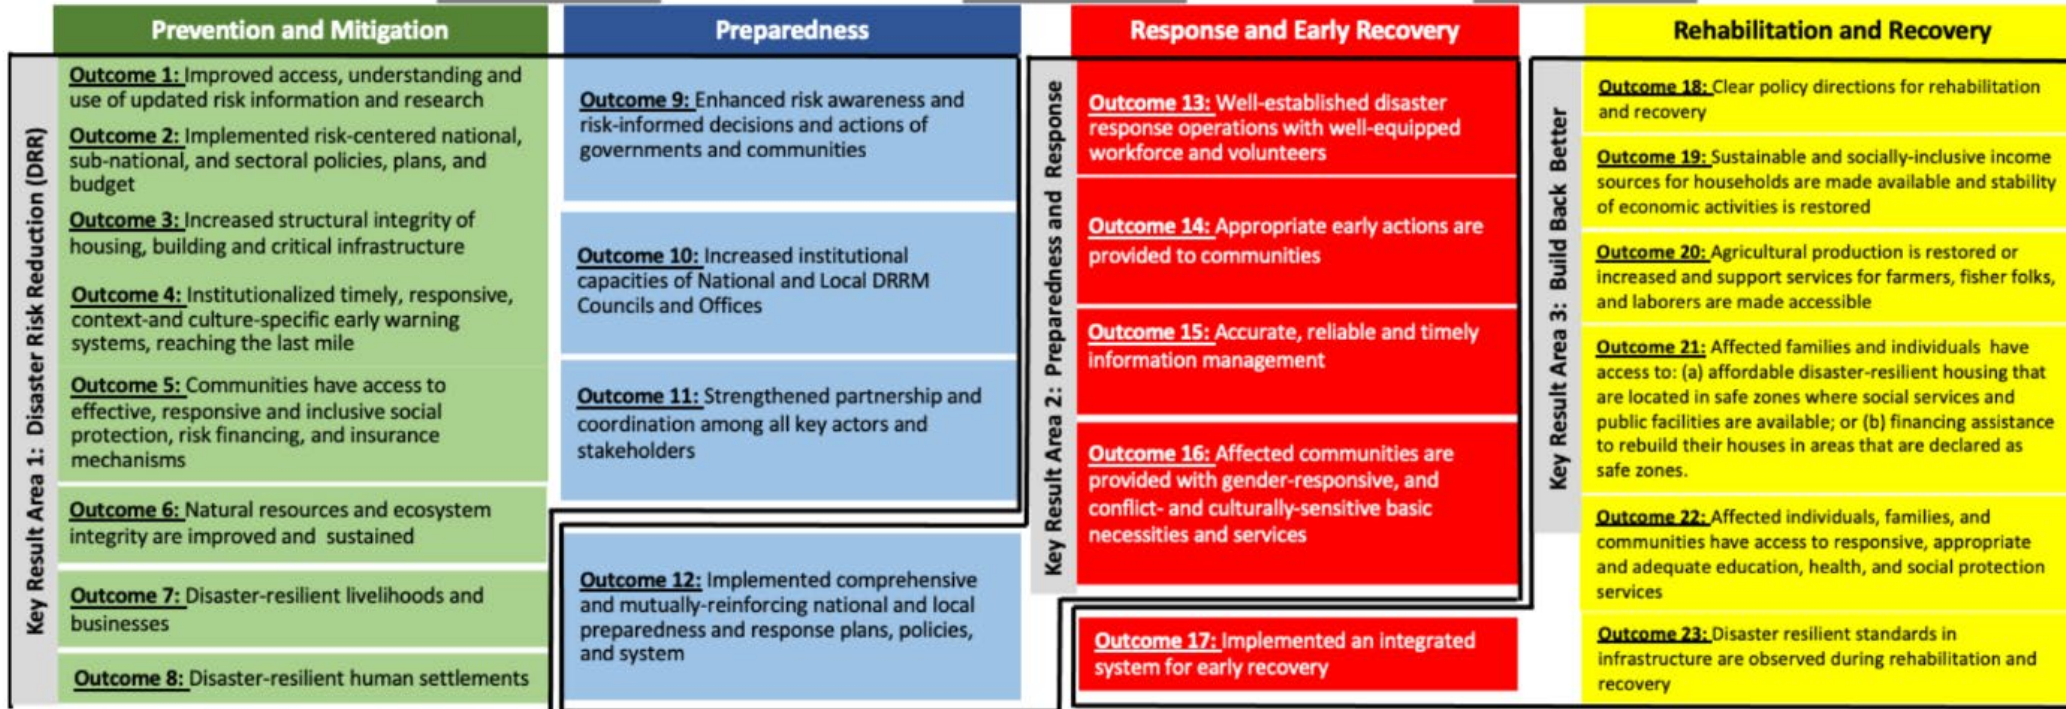 Prevention and Mitigation
Key Result Area 1: Disaster Risk Reduction (DRR)
Outcome 1: Improved access, understanding and
use of updated risk information and research
Outcome 2: Implemented risk-centered national,
sub-national, and sectoral policies, plans, and
budget
Outcome 3: Increased structural integrity of
housing, building and critical infrastructure
Outcome 4: Institutionalized timely, responsive,
context-and culture-specific early warning
systems, reaching the last mile
Outcome 5: Communities have access to
effective, responsive and inclusive social
protection, risk financing, and insurance
mechanisms
Outcome 6: Natural resources and ecosystem
integrity are improved and sustained
Outcome 7: Disaster-resilient livelihoods and
businesses
Outcome 8: Disaster-resilient human settlements
Preparedness
Outcome 9: Enhanced risk awareness and
risk-informed decisions and actions of
governments and communities
Outcome 10: Increased institutional
capacities of National and Local DRRM
Councils and Offices
Outcome 11: Strengthened partnership and
coordination among all key actors and
stakeholders
Outcome 12: Implemented comprehensive
and mutually-reinforcing national and local
preparedness and response plans, policies,
and system
Response and Early Recovery
Key Result Area 2: Preparedness and Response
Outcome 13: Well-established disaster
response operations with well-equipped
workforce and volunteers
Outcome 14: Appropriate early actions are
provided to communities
Outcome 15: Accurate, reliable and timely
information management
Outcome 16: Affected communities are
provided with gender-responsive, and
conflict- and culturally-sensitive basic
necessities and services
Outcome 17: Implemented an integrated
system for early recovery
Rehabilitation and Recovery
Key Result Area 3: Build Back Better
Outcome 18: Clear policy directions for rehabilitation
and recovery
Outcome 19: Sustainable and socially-inclusive income
sources for households are made available and stability
of economic activities is restored
Outcome 20: Agricultural production is restored or
increased and support services for farmers, fisher folks,
and laborers are made accessible
Outcome 21: Affected families and individuals have
access to: (a) affordable disaster-resilient housing that
are located in safe zones where social services and
public facilities are available; or (b) financing assistance
to rebuild their houses in areas that are declared as
safe zones.
Outcome 22: Affected individuals, families, and
communities have access to responsive, appropriate
and adequate education, health, and social protection
services
Outcome 23: Disaster resilient standards in
infrastructure are observed during rehabilitation and
recovery